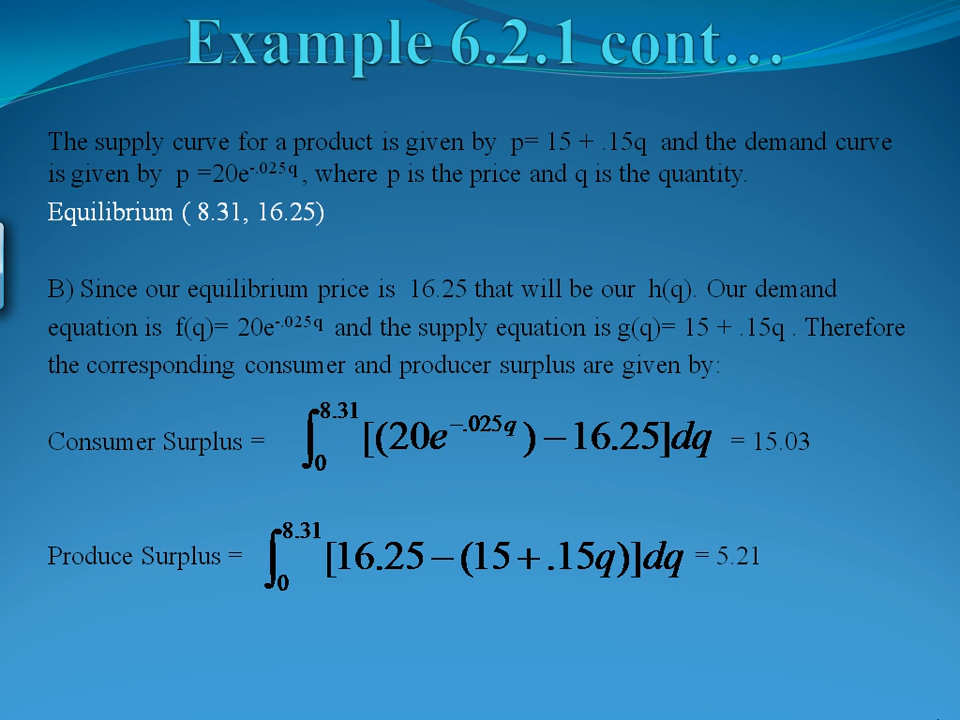 Example 6.2.1 cont…
The supply curve for a product is given by p= 15 + .15q and the demand curve
is given by p =20e^-.025q , where p is the price and q is the quantity.
Equilibrium ( 8.31, 16.25)
B) Since our equilibrium price is 16.25 that will be our h(q). Our demand
equation is f(q)= 20e^-.025q and the supply equation is g(q)= 15 + .15q . Therefore
the corresponding consumer and producer surplus are given by:
Consumer Surplus = ∫_0^8.31 [(20e^−.025q) − 16.25]dq = 15.03
Produce Surplus = ∫_0^8.31 [16.25 − (15 + .15q)]dq = 5.21